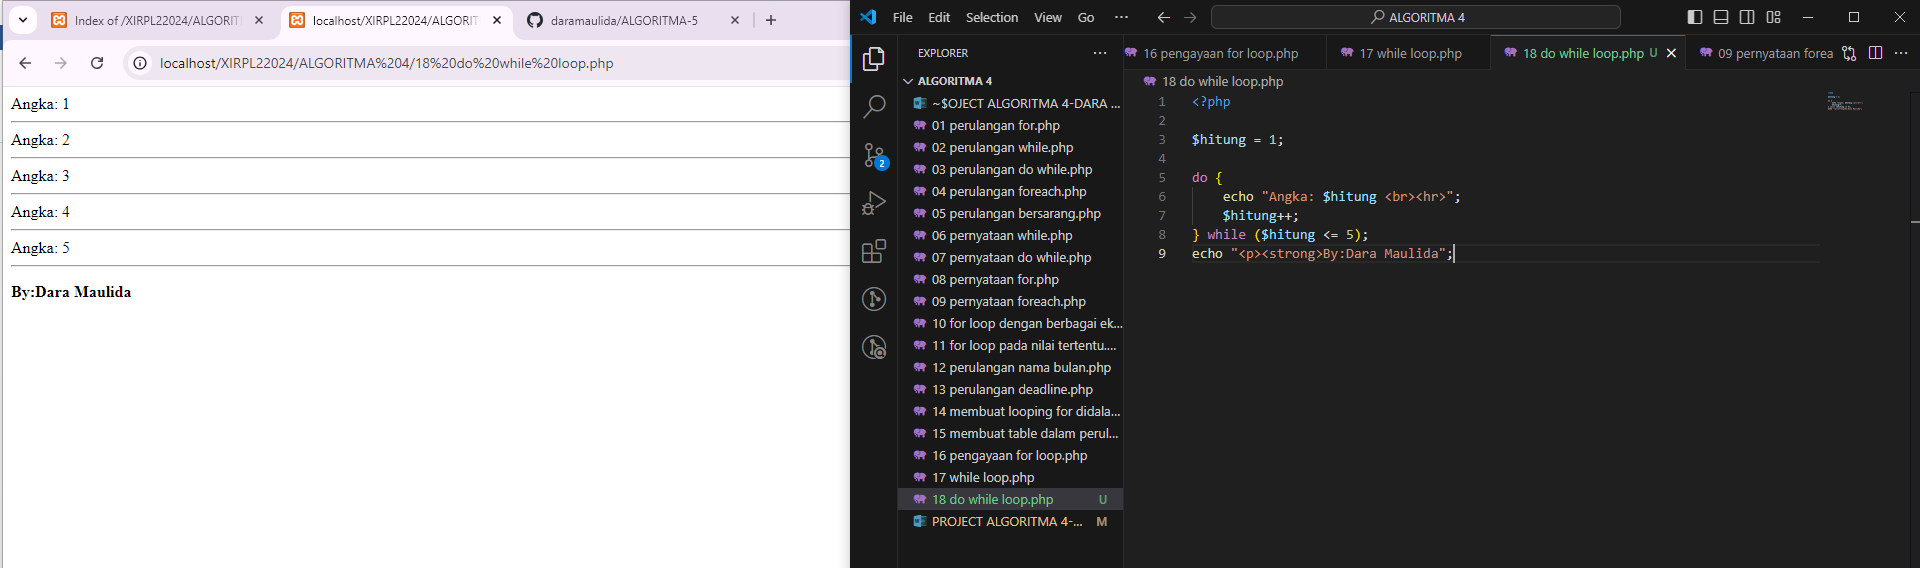 Index of /XIRPL22024/ALGORITM
localhost/XIRPL22024/ALGORIT
daramaulida/ALGORITMA-5
localhost/XIRPL22024/ALGORITMA%204/18%20do%20while%20loop.php
Angka: 1
Angka: 2
Angka: 3
Angka: 4
Angka: 5
By:Dara Maulida
File Edit Selection View Go ...
ALGORITMA 4
2
EXPLORER ...
ALGORITMA 4
~$OJECT ALGORITMA 4-DARA ...
01 perulangan for.php
02 perulangan while.php
03 perulangan do while.php
04 perulangan foreach.php
05 perulangan bersarang.php
06 pernyataan while.php
07 pernyataan do while.php
08 pernyataan for.php
09 pernyataan foreach.php
10 for loop dengan berbagai ek...
11 for loop pada nilai tertentu....
12 perulangan nama bulan.php
13 perulangan deadline.php
14 membuat looping for didala...
15 membuat table dalam perul...
16 pengayaan for loop.php
17 while loop.php
18 do while loop.php U
PROJECT ALGORITMA 4-... M
16 pengayaan for loop.php
17 while loop.php
18 do while loop.php U
09 pernyataan forea
18 do while loop.php
1 <?php
2
3 $hitung = 1;
4
5 do {
6 echo "Angka: $hitung <br><hr>";
7 $hitung++;
8 } while ($hitung <= 5);
9 echo "<p><strong>By:Dara Maulida";